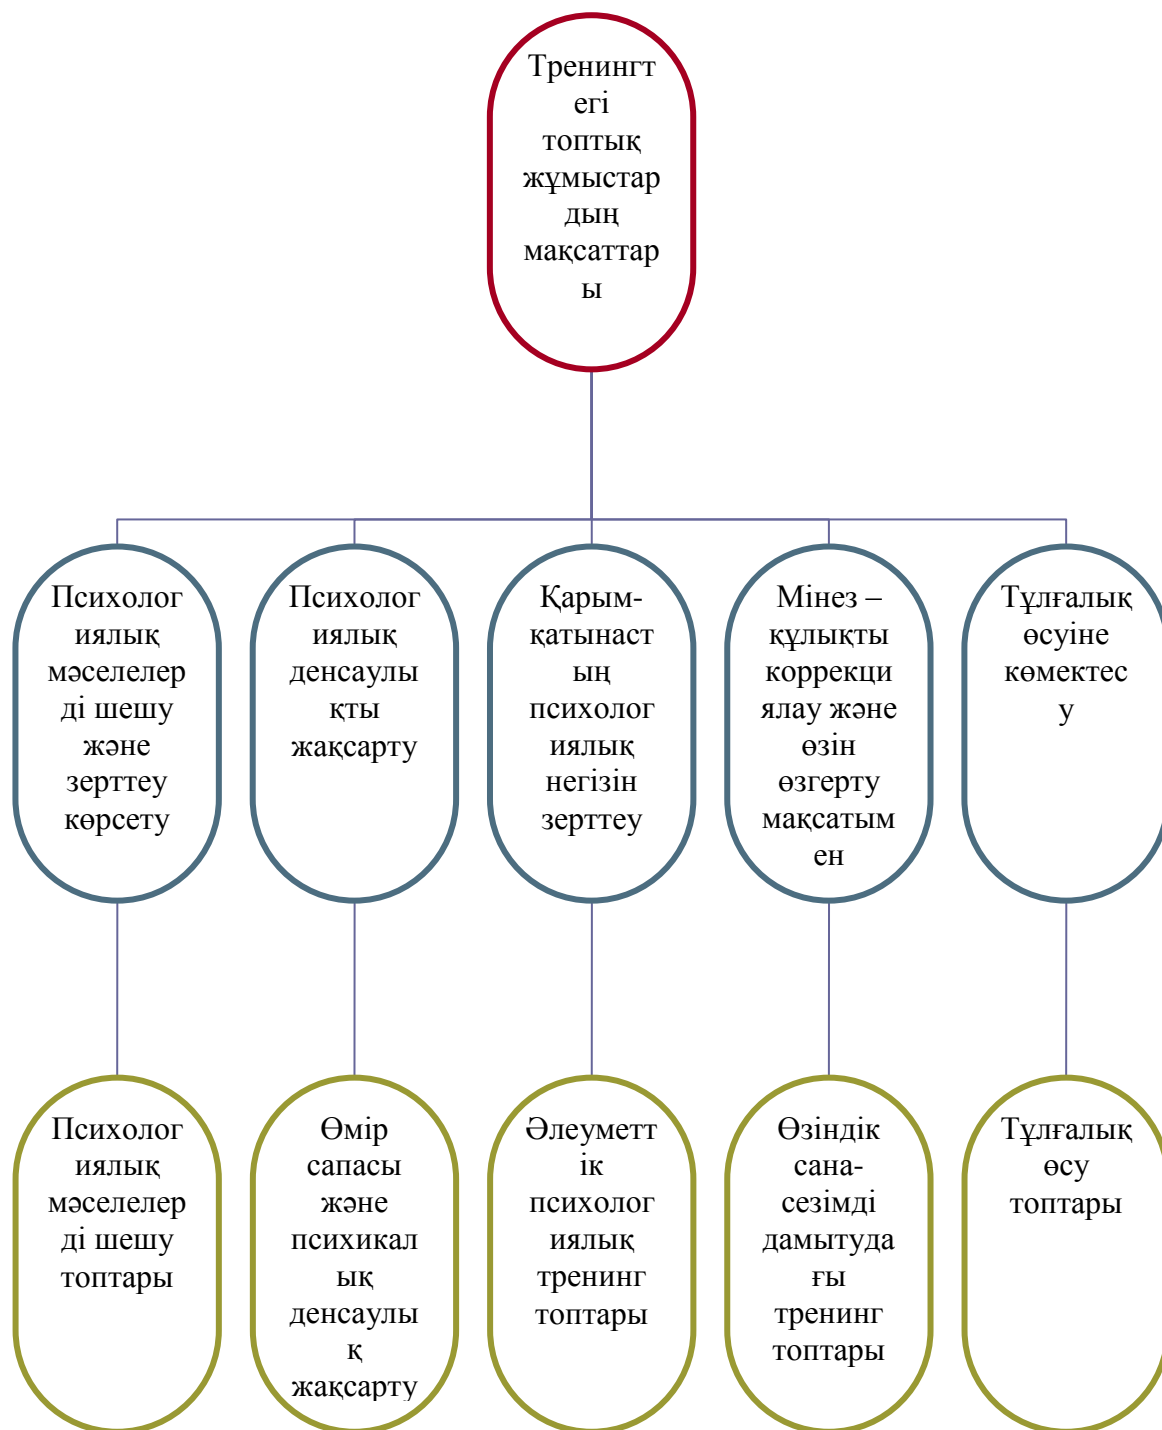 Тренингт
егі
топтық
жұмыстар
дың
мақсаттар
ы
Психолог
иялық
мәселелер
ді шешу
және
зерттеу
көрсету
Психолог
иялық
денсаулы
қты
жақсарту
Қарым-
қатынаст
ың
психолог
иялық
негізін
зерттеу
Мінез –
құлықты
коррекци
ялау және
өзін
өзгерту
мақсатым
ен
Тұлғалық
өсуіне
көмектес
у
Психолог
иялық
мәселелер
ді шешу
топтары
Өмір
сапасы
және
психикал
ық
денсаулы
қ
жақсарту
Әлеуметт
ік
психолог
иялық
тренинг
топтары
Өзіндік
сана-
сезімді
дамытуда
ғы
тренинг
топтары
Тұлғалық
өсу
топтары